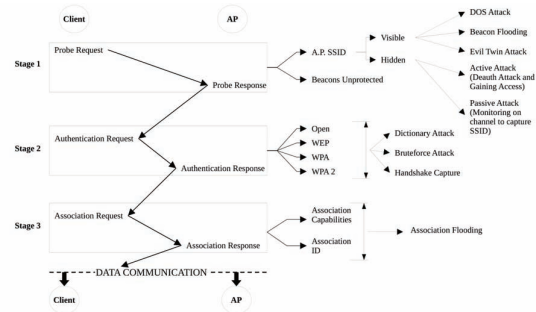 Client
AP
Stage 1
Probe Request
Probe Response
A.P. SSID
Beacons Unprotected
Visible
Hidden
DOS Attack
Beacon Flooding
Evil Twin Attack
Active Attack
(Deauth Attack and
Gaining Access)
Passive Attack
(Monitoring on
channel to capture
SSID)
Stage 2
Authentication Request
Authentication Response
Open
WEP
WPA
WPA 2
Dictionary Attack
Bruteforce Attack
Handshake Capture
Stage 3
Association Request
Association Response
Association
Capabilities
Association
ID
Association Flooding
DATA COMMUNICATION
Client
AP